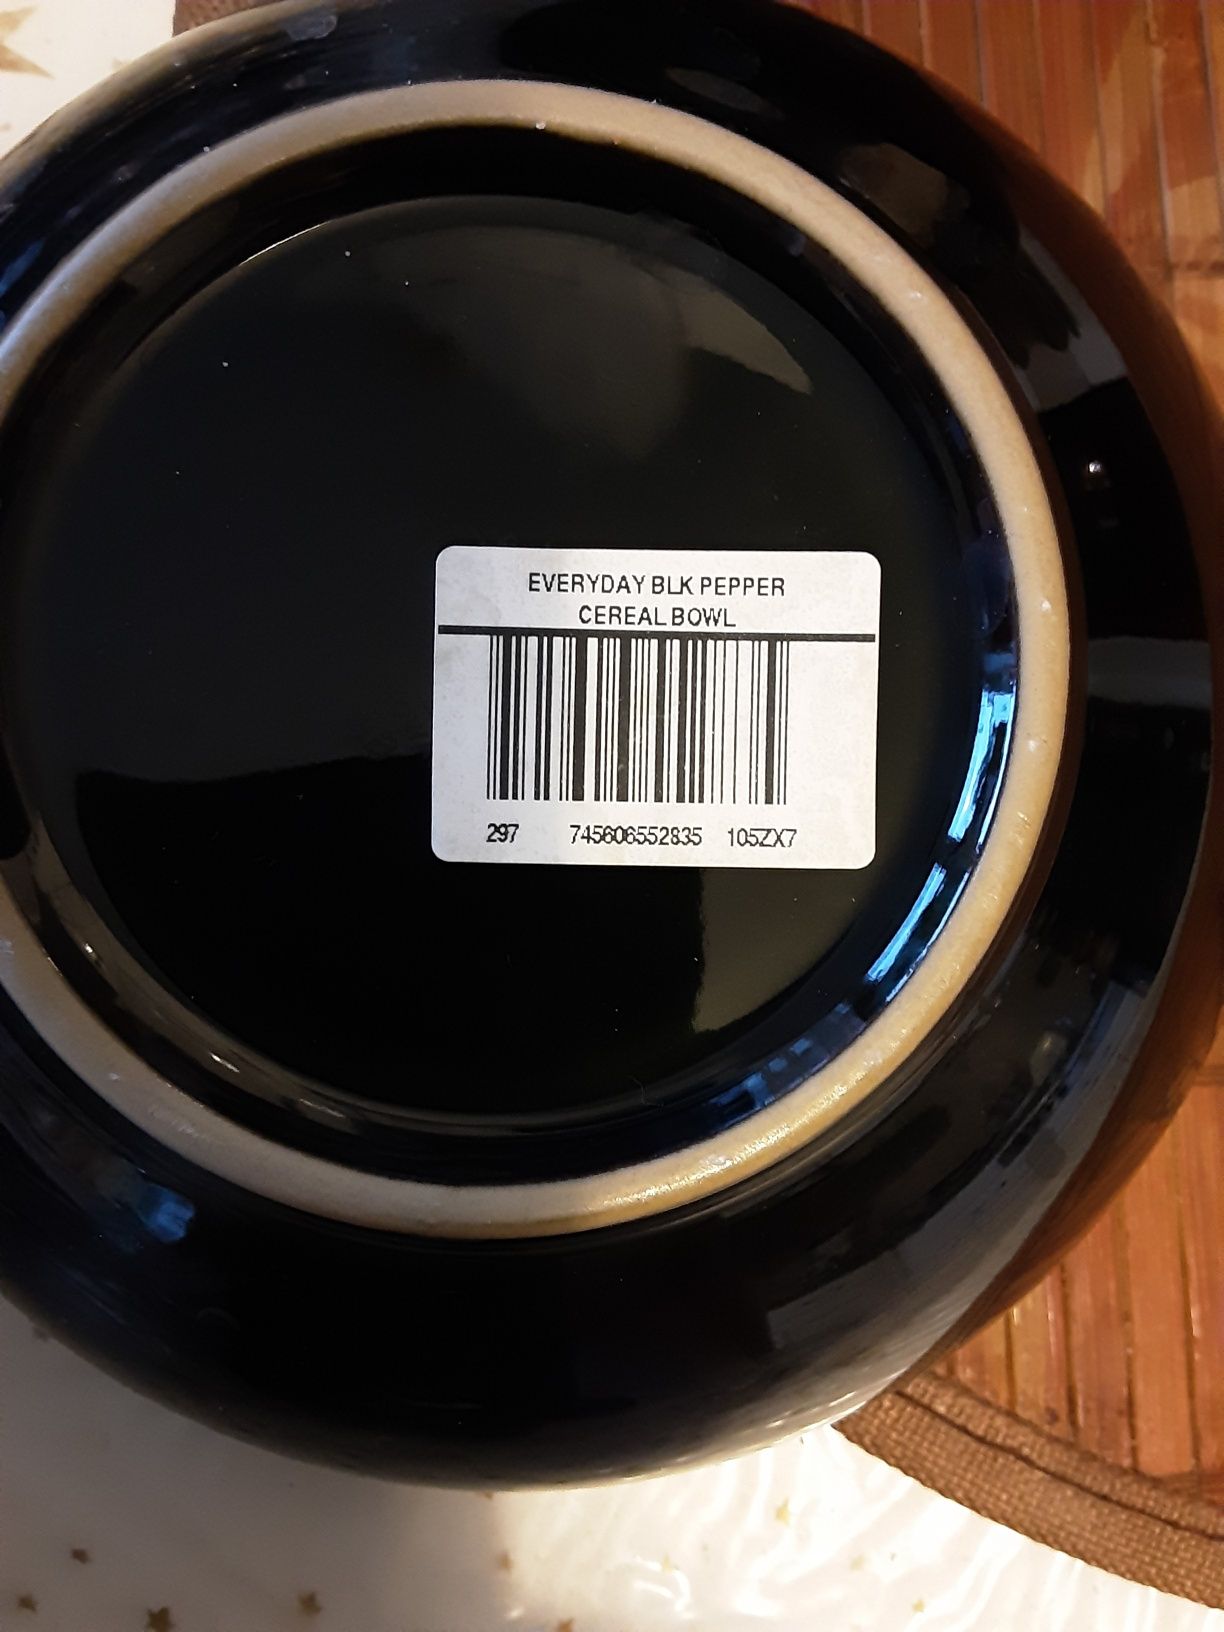 EVERYDAY BLK PEPPER
CEREAL BOWL
297 745606552835 105ZX7